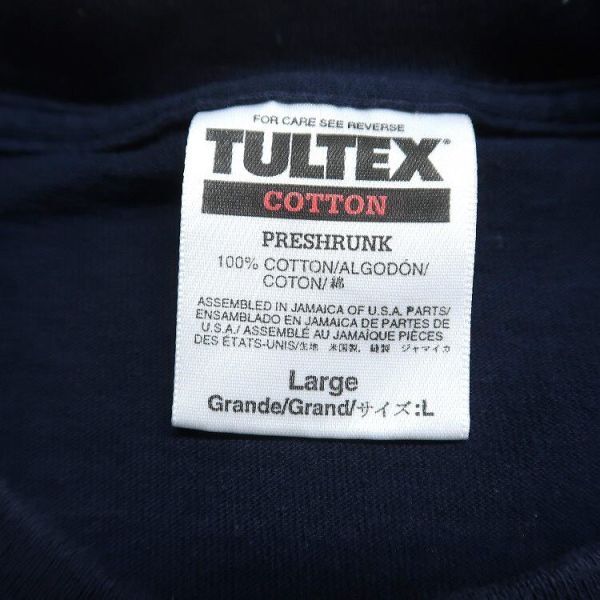 FOR CARE SEE REVERSE
TULTEX®
COTTON
PRESHRUNK
100% COTTON/ALGODÓN/
COTON/綿
ASSEMBLED IN JAMAICA OF U.S.A. PARTS/
ENSAMBLADO EN JAMAICA DE PARTES DE
U.S.A./ ASSEMBLÉ AU JAMAÏQUE PIÈCES
DES ÉTATS-UNIS/生地 米国製, 縫製 ジャマイカ
Large
Grande/Grand/サイズ:L